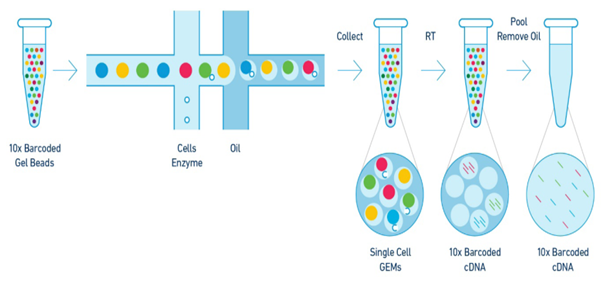 Collect
RT
Pool
Remove Oil
10x Barcoded
Gel Beads
Cells
Enzyme
Oil
Single Cell
GEMs
10x Barcoded
cDNA
10x Barcoded
cDNA